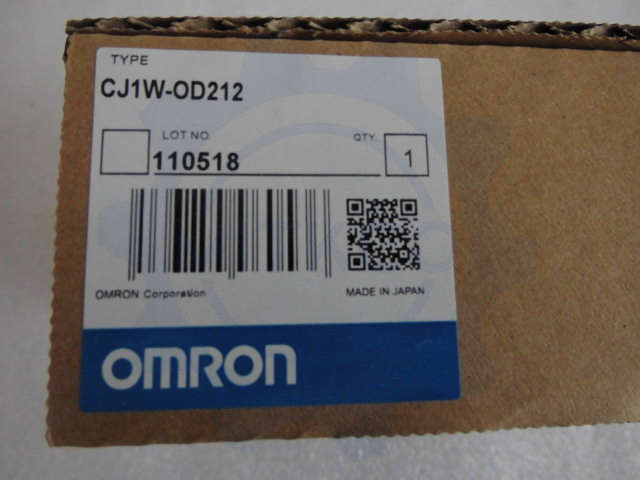 TYPE
CJ1W-OD212
LOT NO.
QTY
110518
1
OMRON Corporation
MADE IN JAPAN
OMRON